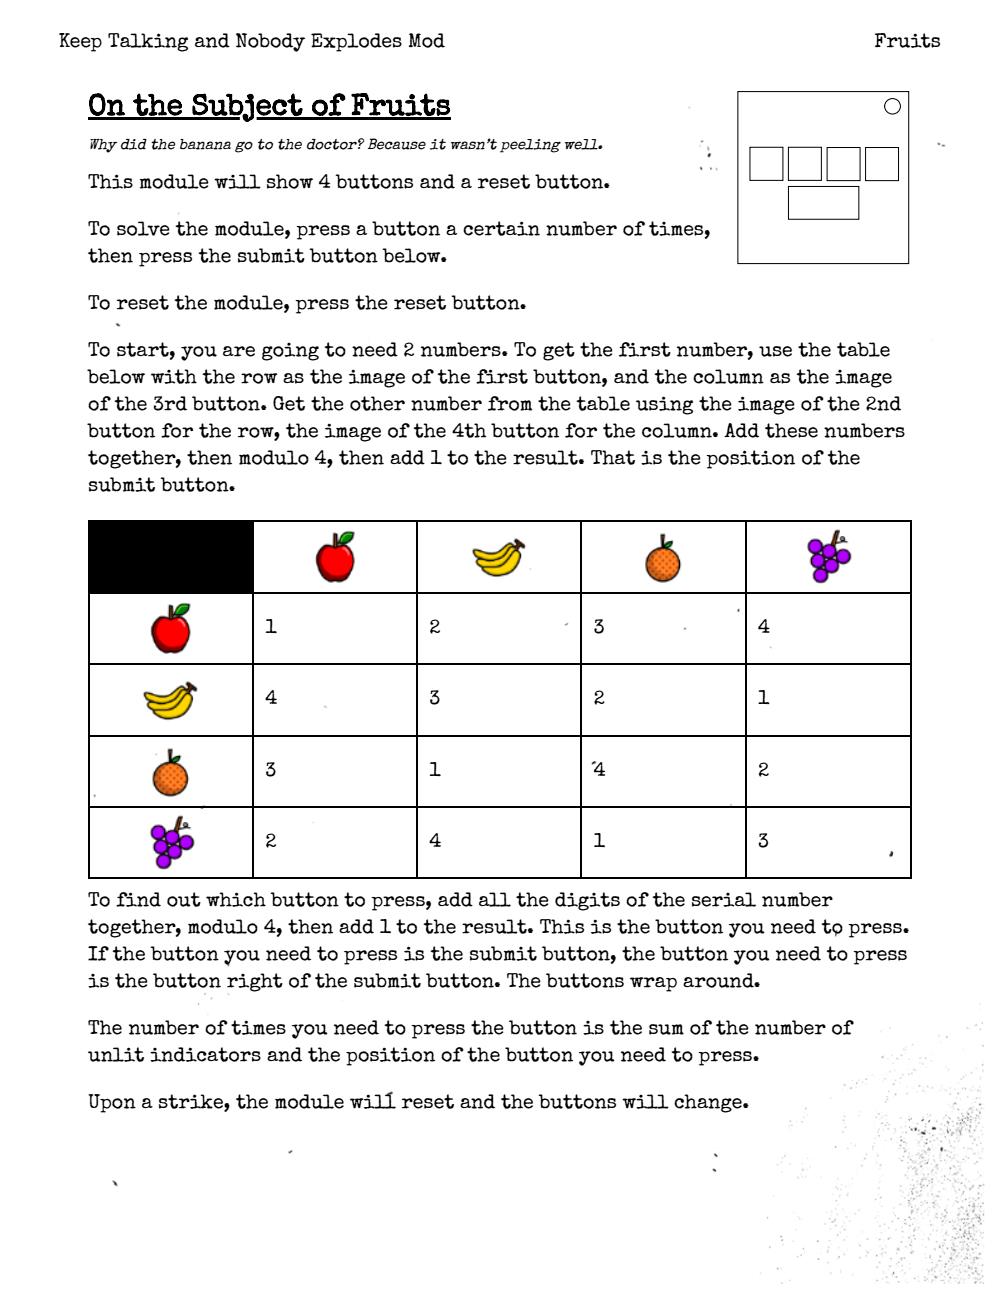 Keep Talking and Nobody Explodes Mod
Fruits
On the Subject of Fruits
Why did the banana go to the doctor? Because it wasn't peeling well.
This module will show 4 buttons and a reset button.
To solve the module, press a button a certain number of times,
then press the submit button below.
To reset the module, press the reset button.
To start, you are going to need 2 numbers. To get the first number, use the table
below with the row as the image of the first button, and the column as the image
of the 3rd button. Get the other number from the table using the image of the 2nd
button for the row, the image of the 4th button for the column. Add these numbers
together, then modulo 4, then add 1 to the result. That is the position of the
submit button.
1 2 3 4
4 3 2 1
3 1 4 2
2 4 1 3
To find out which button to press, add all the digits of the serial number
together, modulo 4, then add 1 to the result. This is the button you need to press.
If the button you need to press is the submit button, the button you need to press
is the button right of the submit button. The buttons wrap around.
The number of times you need to press the button is the sum of the number of
unlit indicators and the position of the button you need to press.
Upon a strike, the module will reset and the buttons will change.